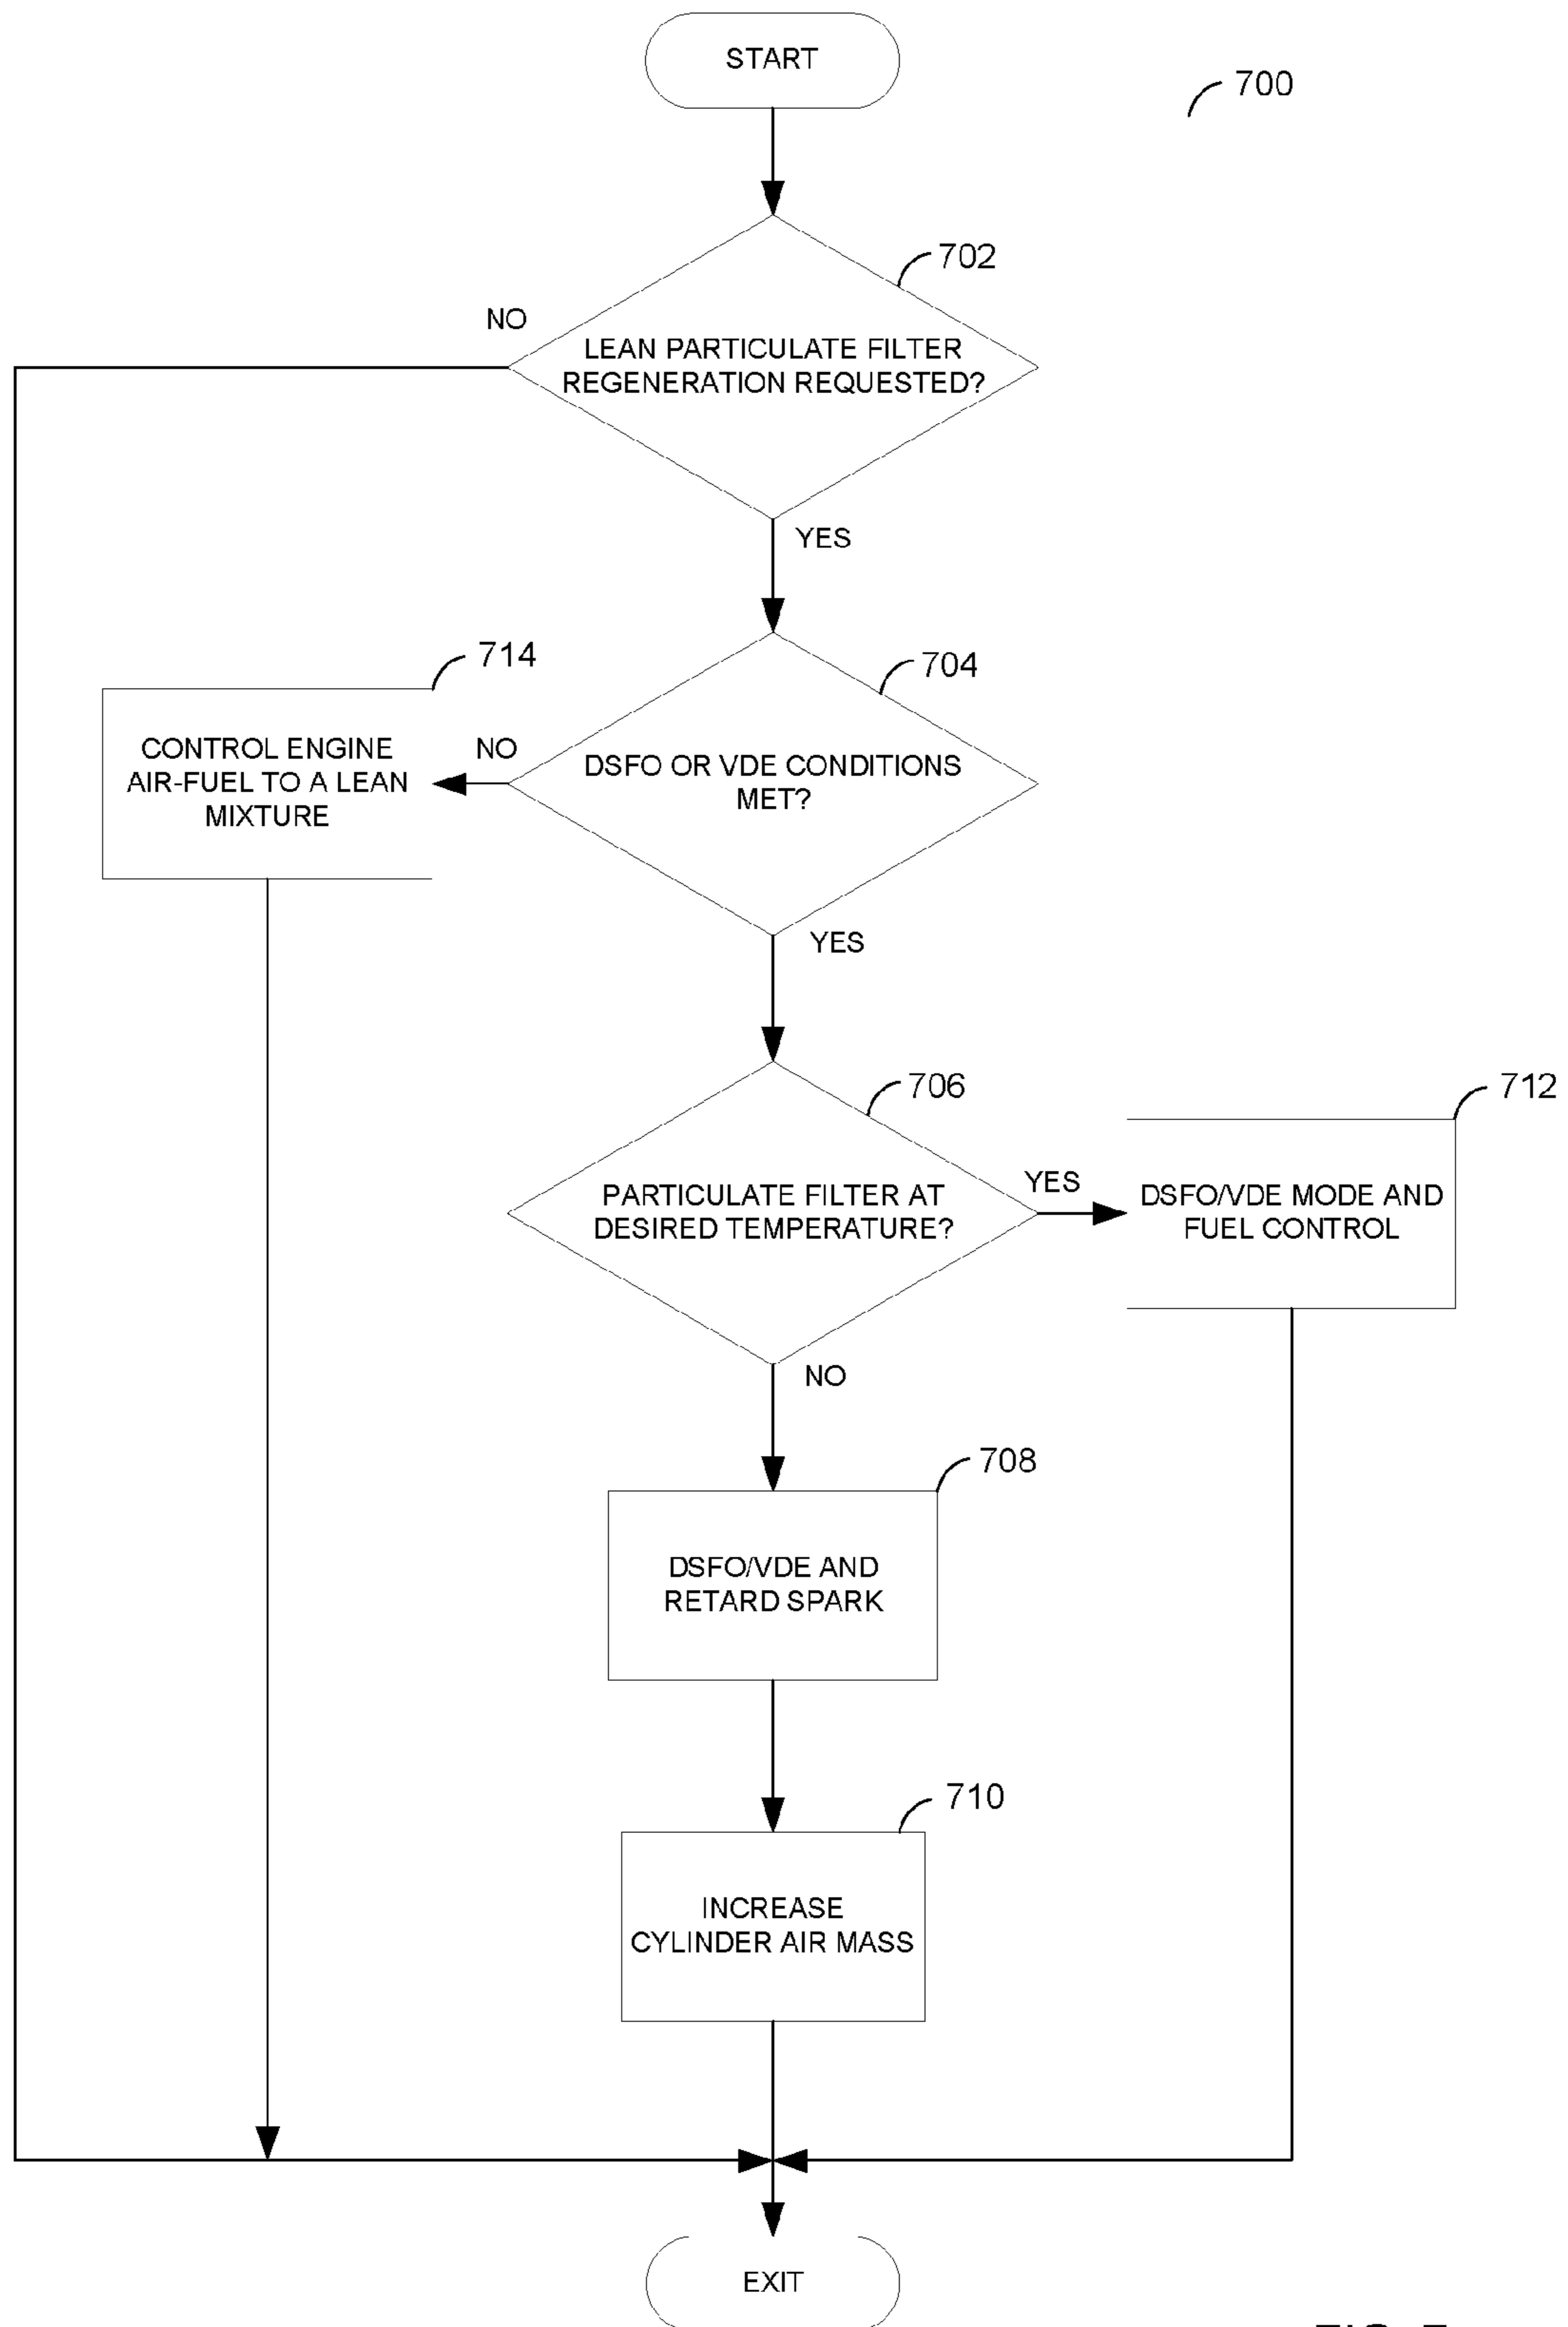 START
700
702
NO
LEAN PARTICULATE FILTER
REGENERATION REQUESTED?
YES
714
704
CONTROL ENGINE
AIR-FUEL TO A LEAN
MIXTURE
NO
DSFO OR VDE CONDITIONS
MET?
YES
706
712
PARTICULATE FILTER AT
DESIRED TEMPERATURE?
YES
DSFO/VDE MODE AND
FUEL CONTROL
NO
708
DSFO/VDE AND
RETARD SPARK
710
INCREASE
CYLINDER AIR MASS
EXIT